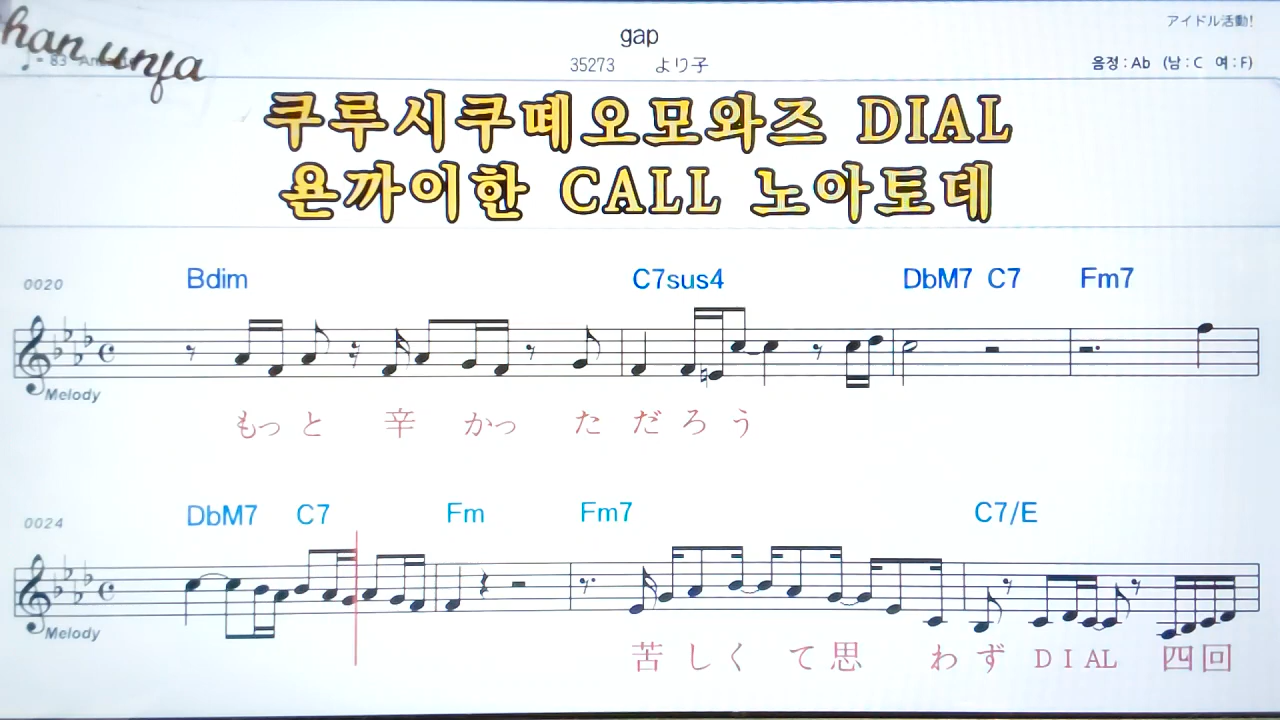 han unfa
アイドル活動!
gap
♩= 83
35273 より子
음정 : Ab (남 : C 여 : F)
쿠루시쿠떼오모와즈 DIAL
욘까이한 CALL 노아토데
0020 Bdim C7sus4 DbM7 C7 Fm7
Melody
もっと 辛 かっ た だ ろ う
0024 DbM7 C7 Fm Fm7 C7/E
Melody
苦 し く て 思 わ ず DIAL 四回